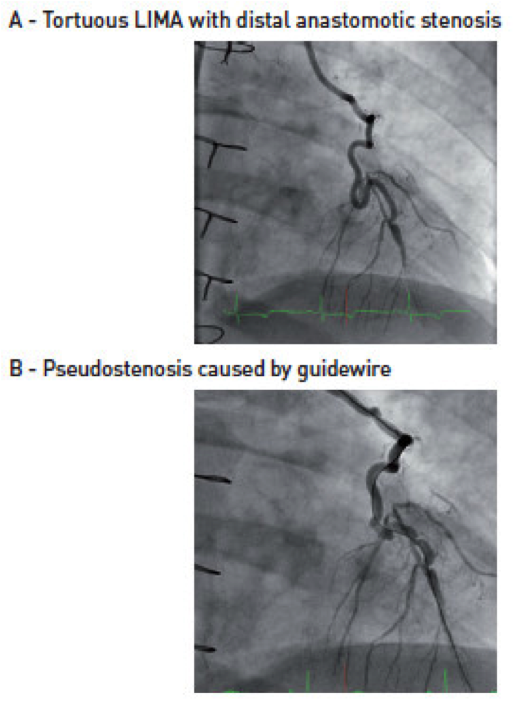 A - Tortuous LIMA with distal anastomotic stenosis
B - Pseudostenosis caused by guidewire